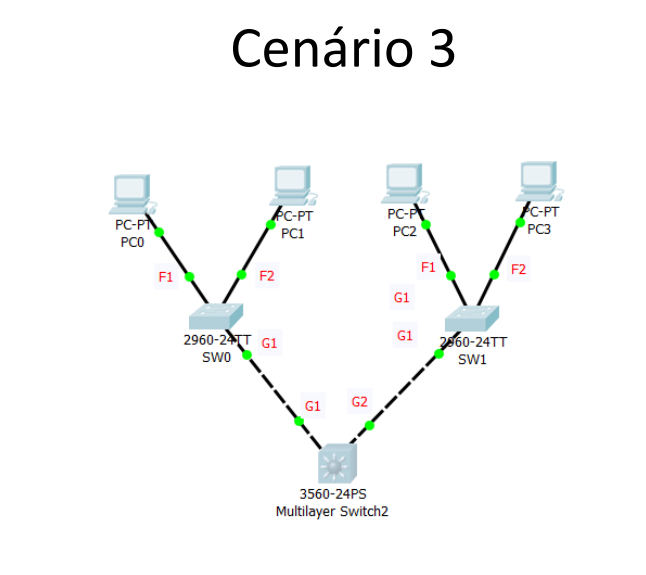 Cenário 3
PC-PT
PC0
PC-PT
PC1
PC-PT
PC2
PC-PT
PC3
F1
F2
F1
F2
G1
G1
2960-24TT
SW0
G1
2960-24TT
SW1
G1
G2
3560-24PS
Multilayer Switch2